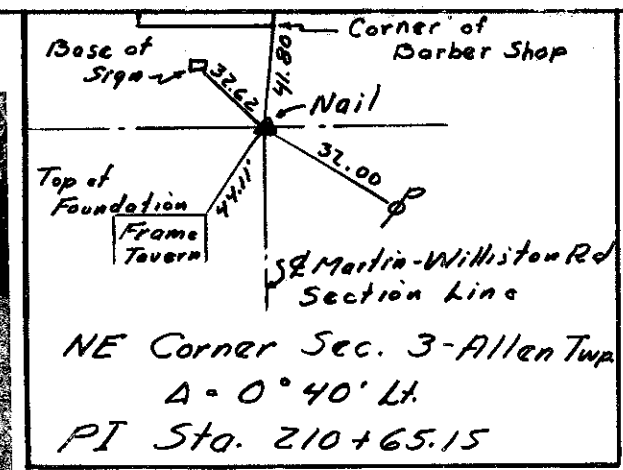 Corner of
Barber Shop
Base of
Sign
32.62
41.80
Nail
32.00
Top of
Foundation
44.11'
Frame
Tavern
℄ Martin-Williston Rd
Section Line
NE Corner Sec. 3-Allen Twp.
Δ = 0° 40' Lt.
PI Sta. 210+65.15